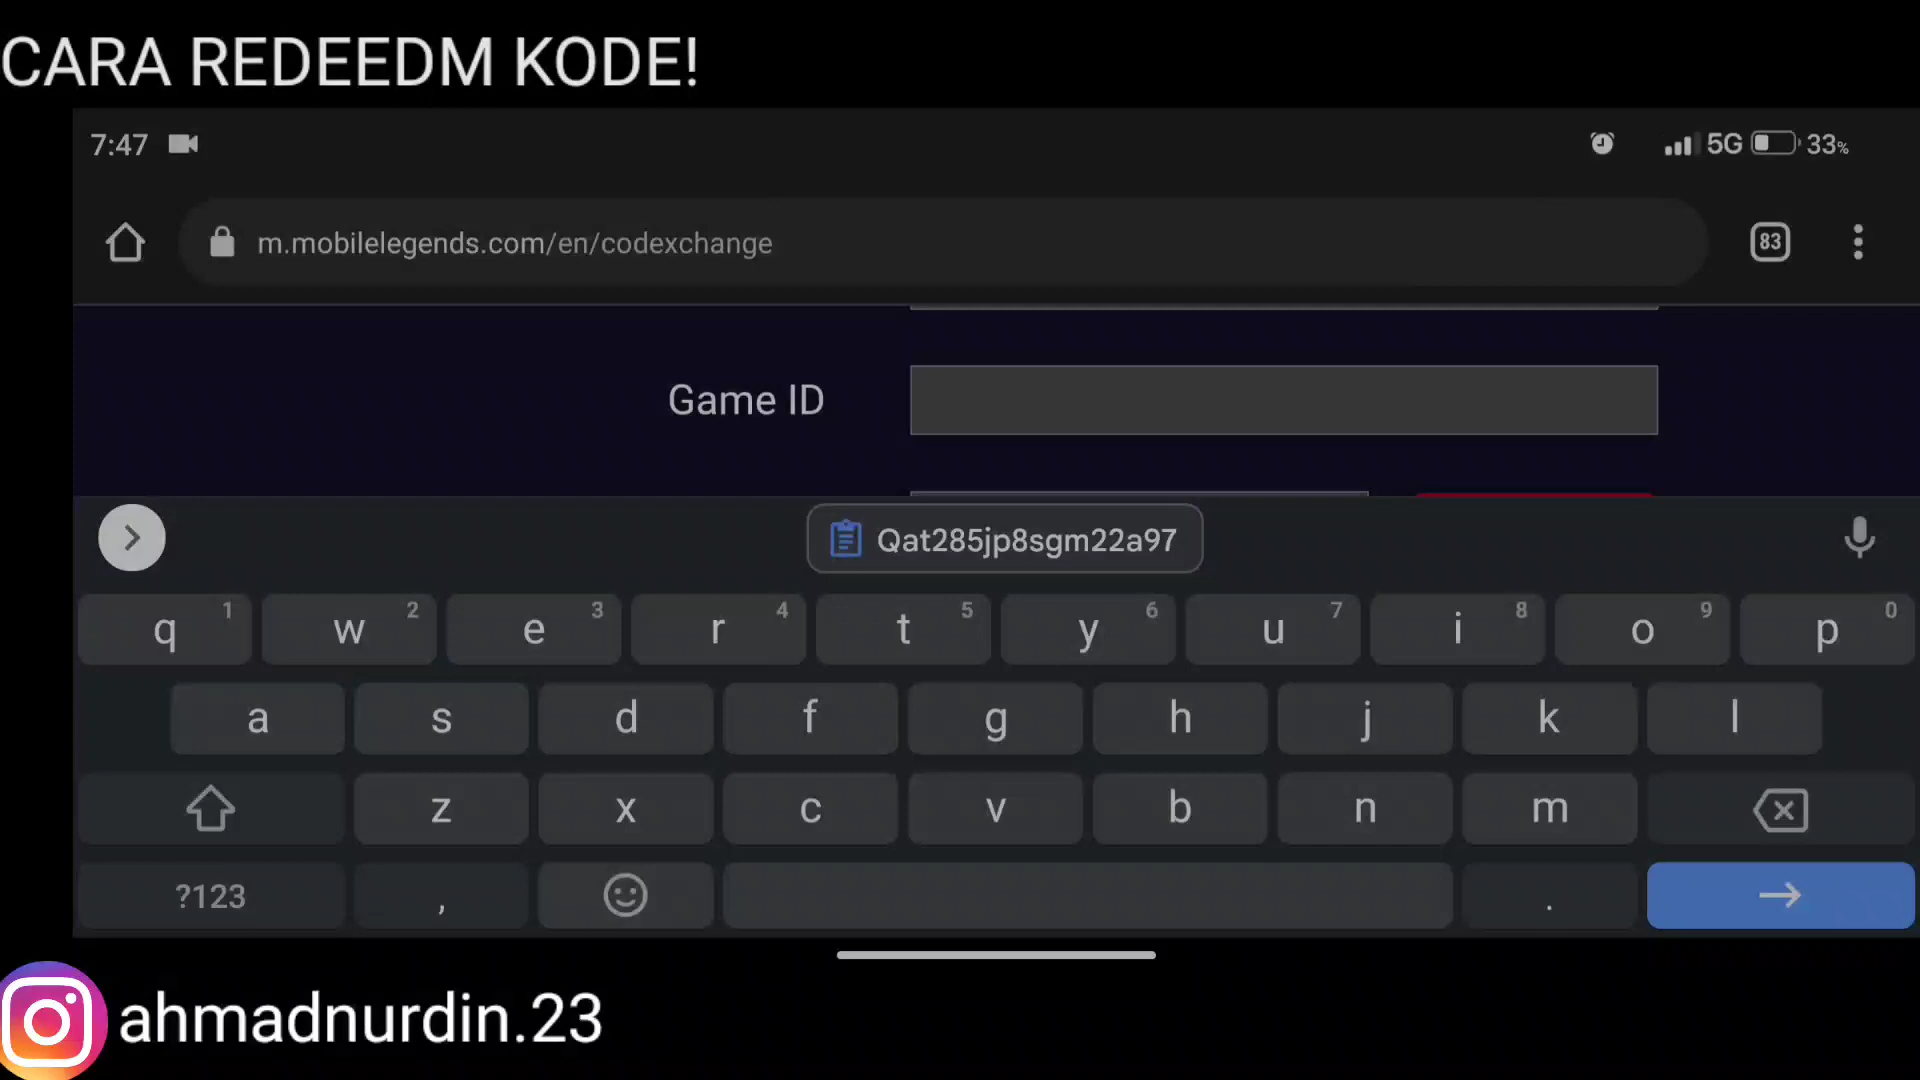 CARA REDEEDM KODE!
7:47 5G 33%
m.mobilelegends.com/en/codexchange 83
Game ID
Qat285jp8sgm22a97
q 1 w 2 e 3 r 4 t 5 y 6 u 7 i 8 o 9 p 0
a s d f g h j k l
z x c v b n m
?123 , .
ahmadnurdin.23